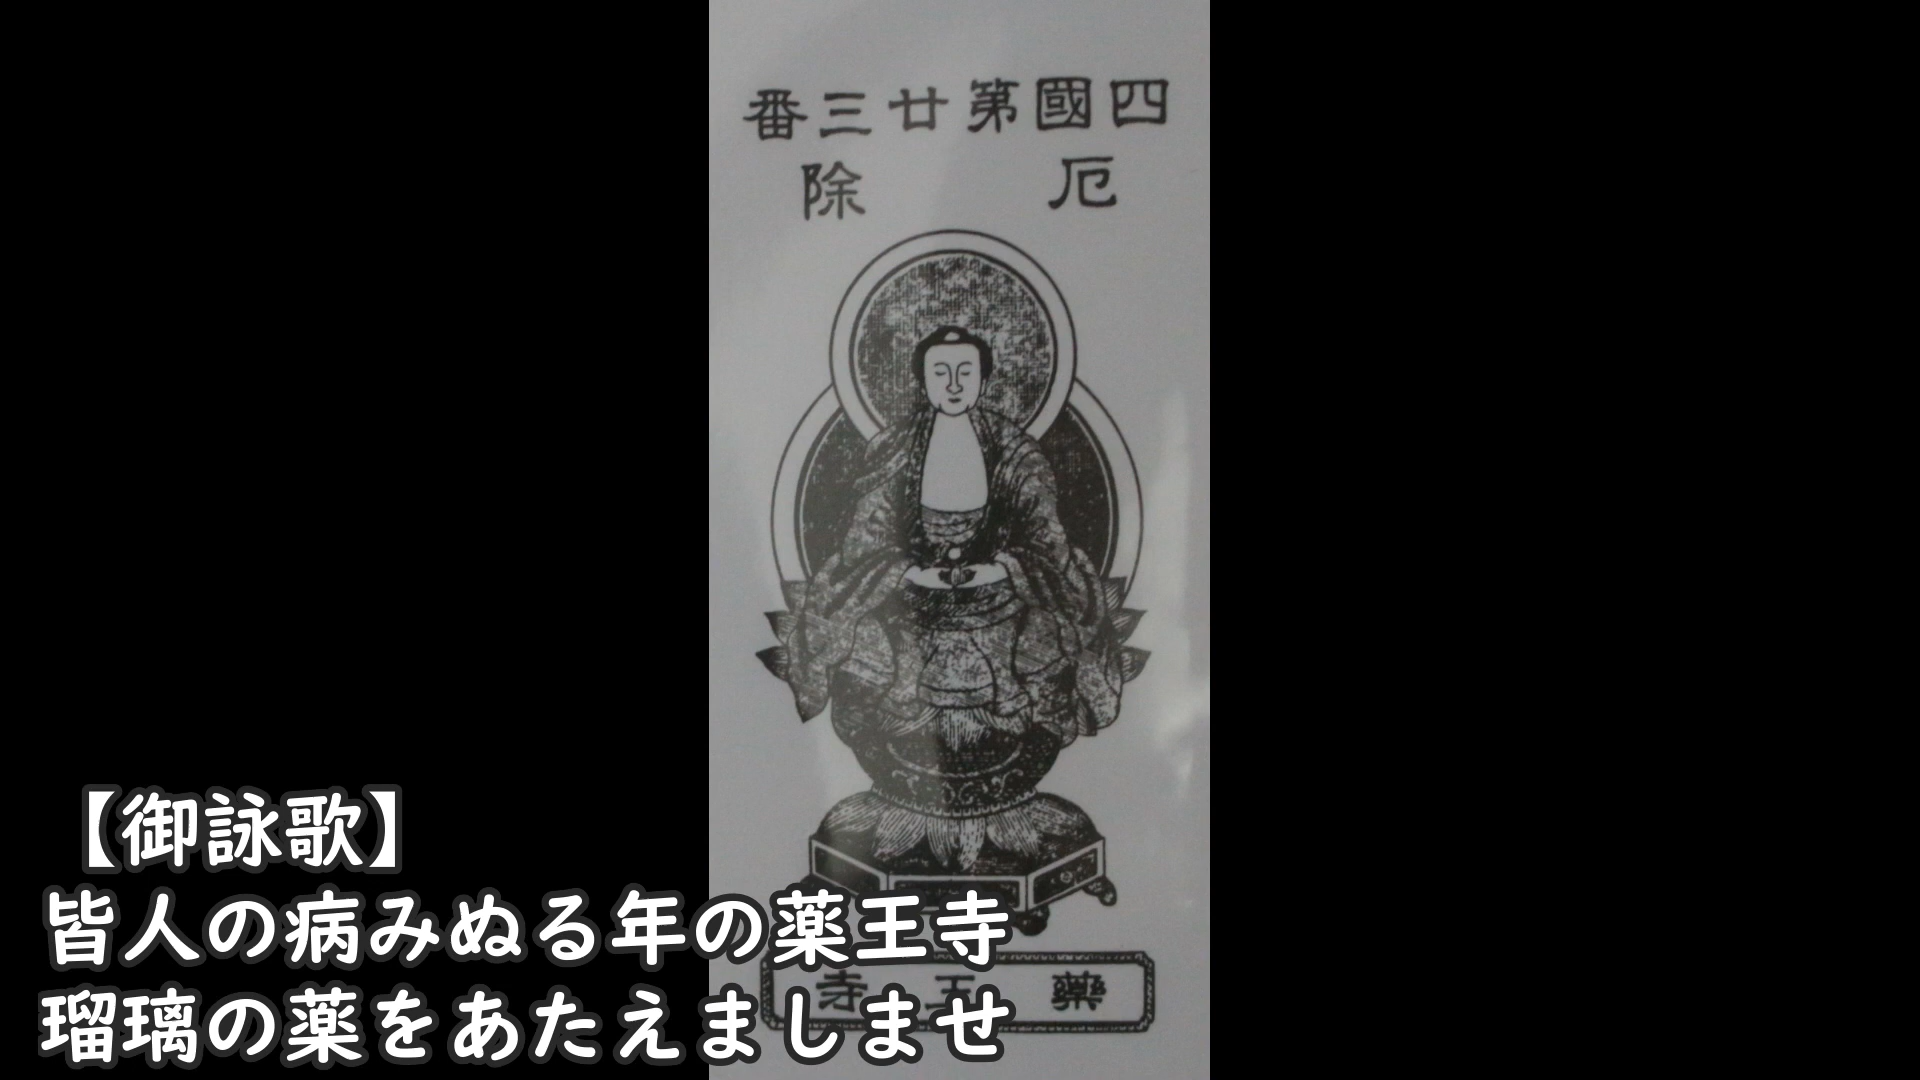 四國第廿三番
厄除
藥王寺
【御詠歌】
皆人の病みぬる年の薬王寺
瑠璃の薬をあたえましませ